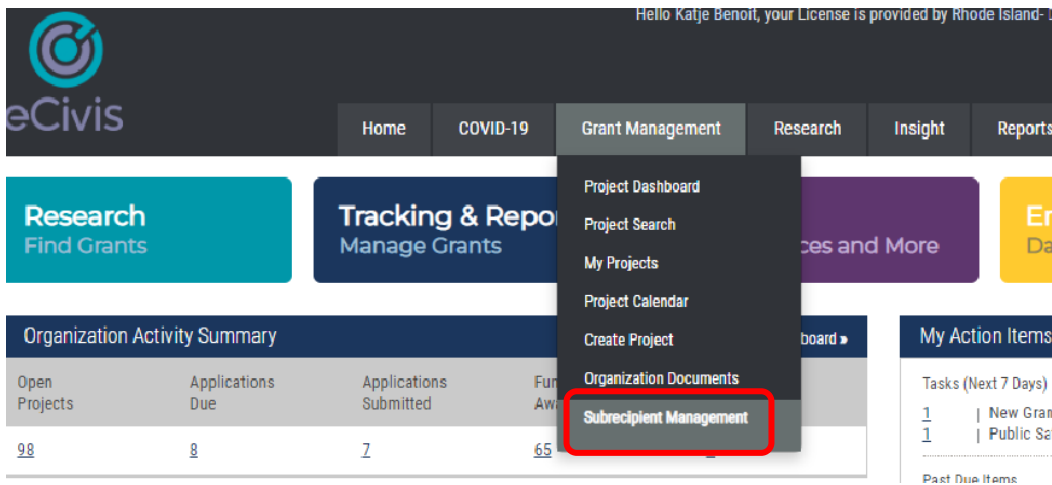 Hello Katje Benoit, your License is provided by Rhode Island-
eCivis
Home COVID-19 Grant Management Research Insight Reports
Project Dashboard
Project Search
My Projects
Project Calendar
Create Project
Organization Documents
Subrecipient Management
Research
Find Grants
Tracking & Repo
Manage Grants
ces and More
Er
Da
Organization Activity Summary
board »
My Action Items
Open
Projects
Applications
Due
Applications
Submitted
Fun
Aw
98 8 7 65
Tasks (Next 7 Days)
1 | New Gran
1 | Public Sa
Past Due Items